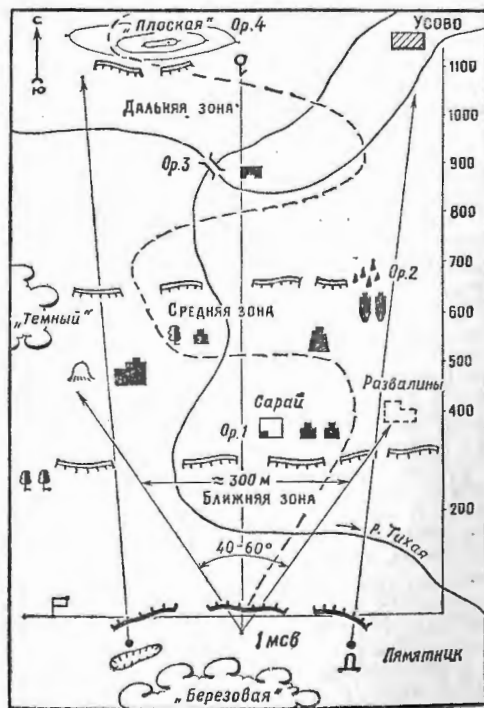 „Плоская"
Ор.4
Усово
С
Ю
1100
Дальняя зона
1000
Ор.3
900
800
700
Ор.2
„Темный"
600
Средняя зона
500
Развалины
Сарай
400
Ор.1
300
≈300 м
Ближняя зона
200
р. Тихая
40-60°
1 мсв
Памятник
„Березовая"